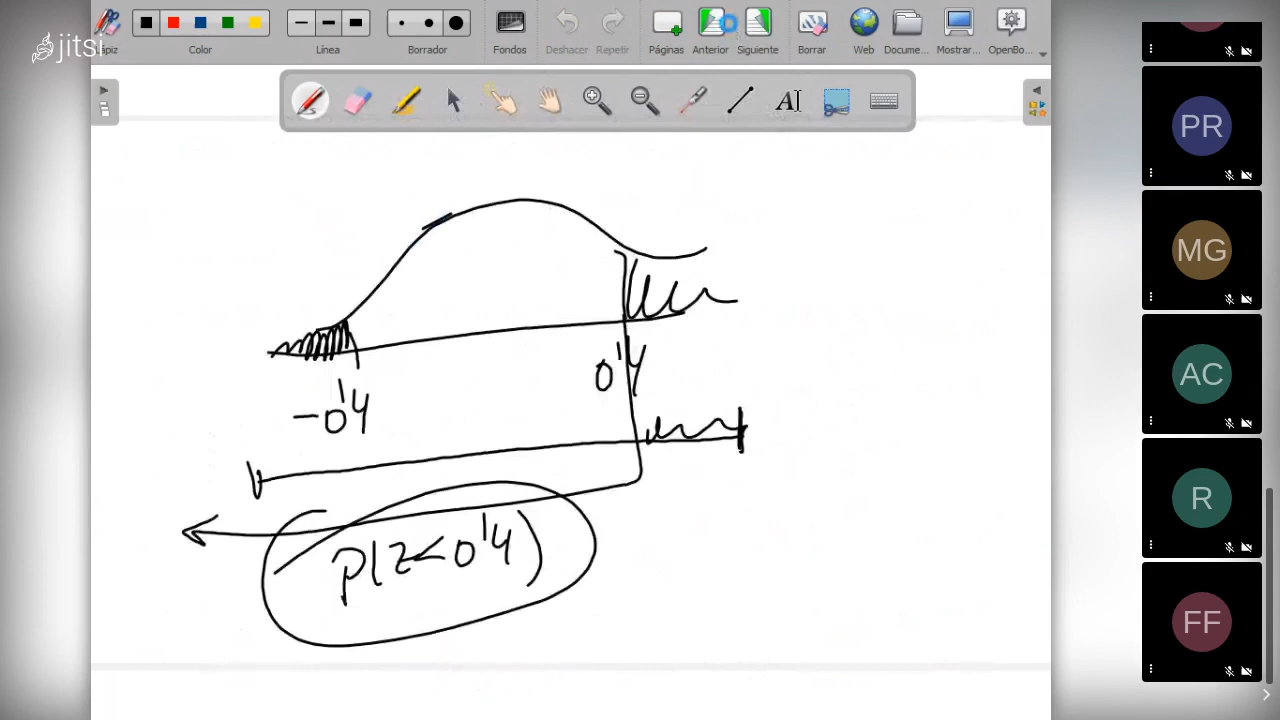 jitsi
Color
Línea
Borrador
Fondos
Deshacer
Repetir
Páginas
Anterior
Siguiente
Borrar
Web
Docume...
Mostrar...
OpenBo...
-0'4
0'4
p(z<0'4)
PR
MG
AC
R
FF